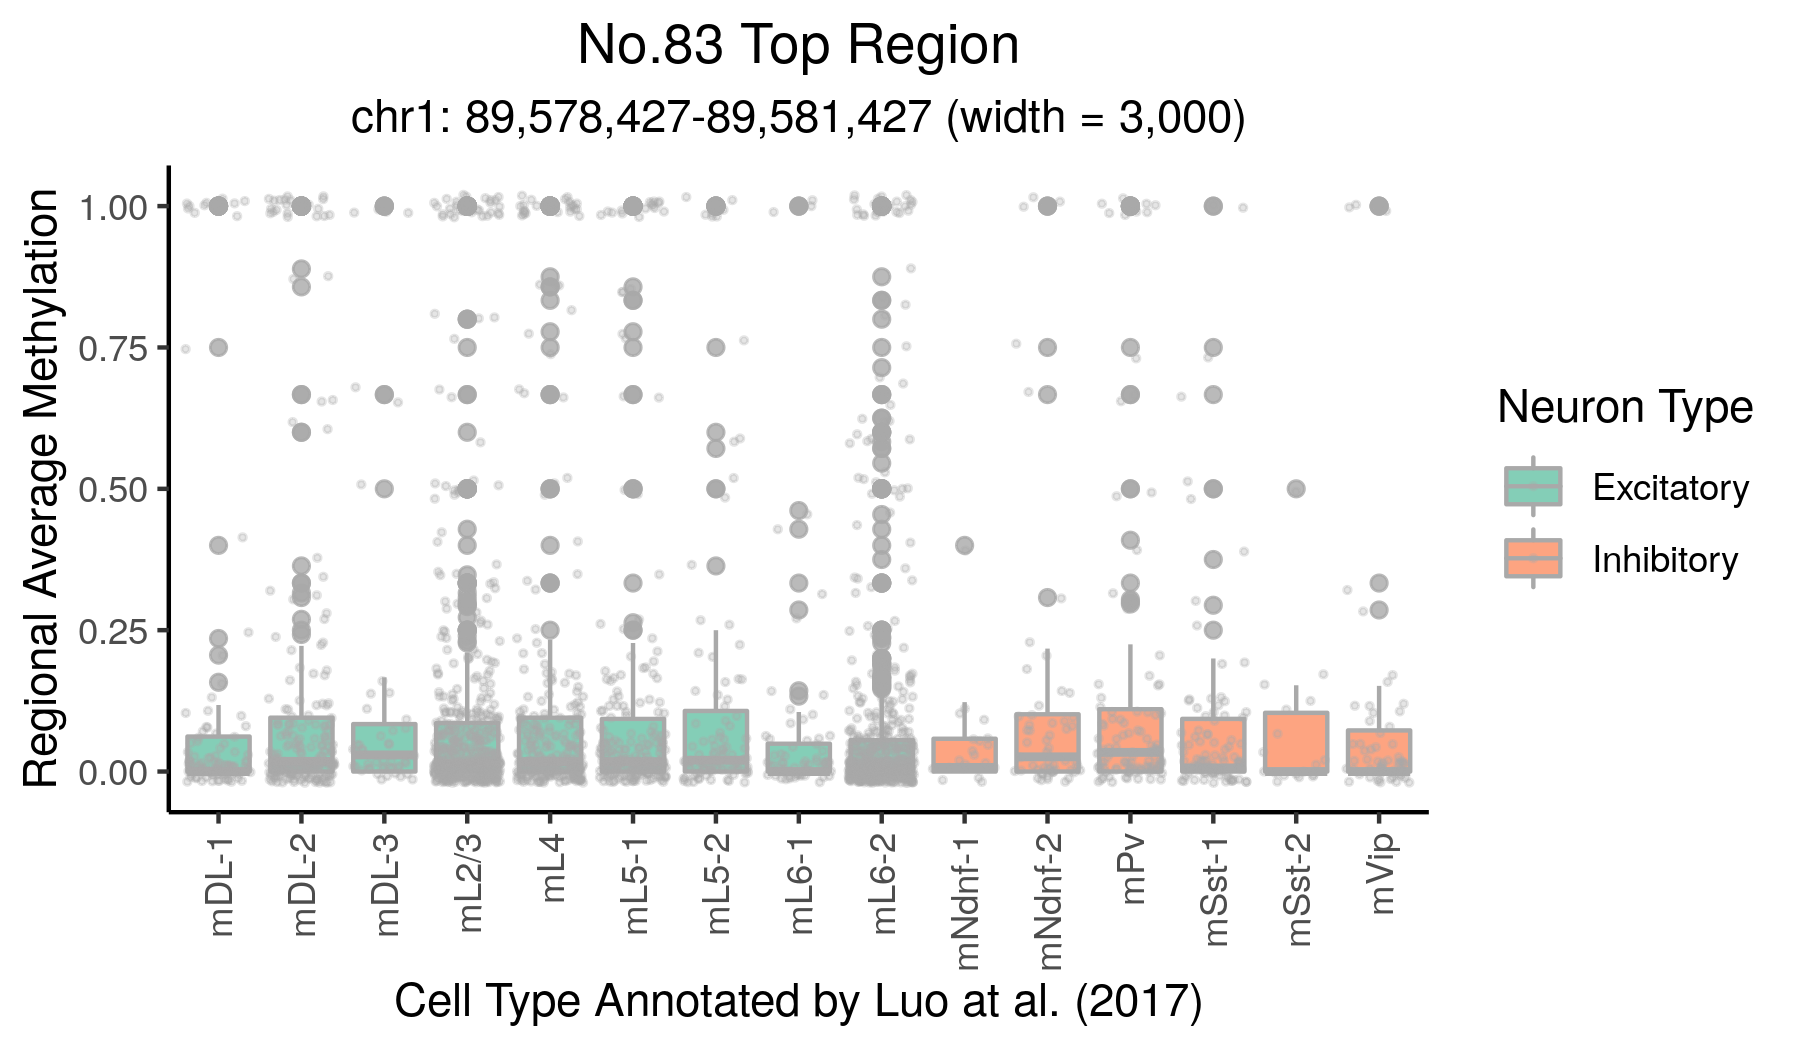 No.83 Top Region
chr1: 89,578,427-89,581,427 (width = 3,000)
Regional Average Methylation
1.00
0.75
0.50
0.25
0.00
mDL-1
mDL-2
mDL-3
mL2/3
mL4
mL5-1
mL5-2
mL6-1
mL6-2
mNdnf-1
mNdnf-2
mPv
mSst-1
mSst-2
mVip
Cell Type Annotated by Luo at al. (2017)
Neuron Type
Excitatory
Inhibitory